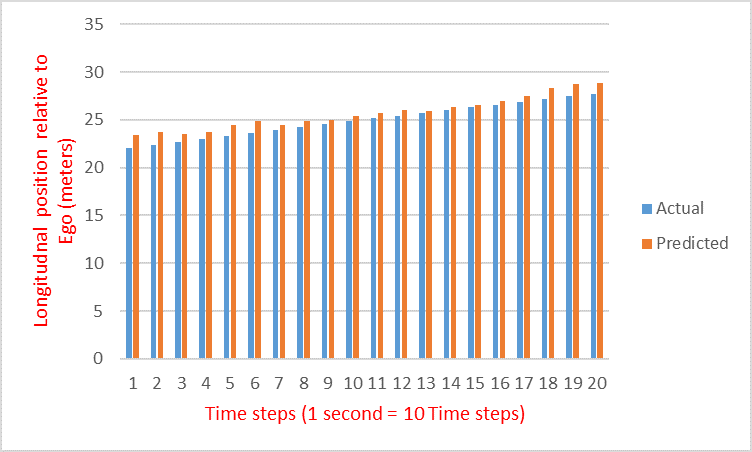 35
30
25
20
15
10
5
0
Longitudnal position relative to
Ego (meters)
1 2 3 4 5 6 7 8 9 10 11 12 13 14 15 16 17 18 19 20
Time steps (1 second = 10 Time steps)
Actual
Predicted